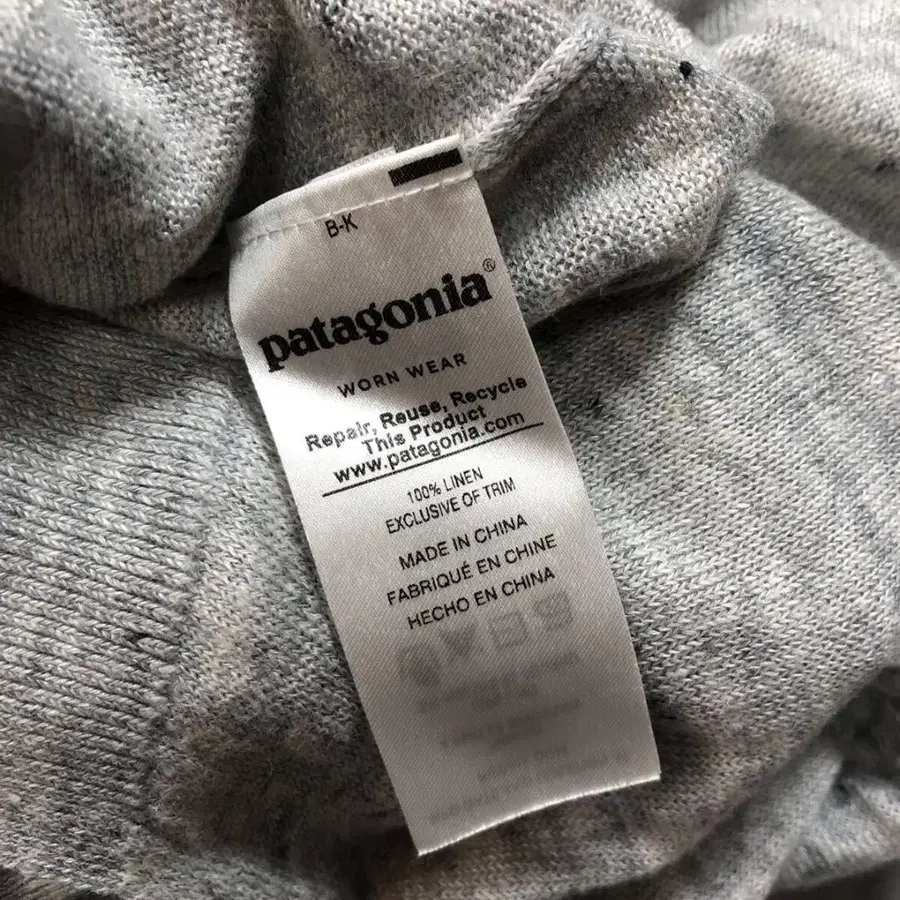 B-K
patagonia®
WORN WEAR
Repair, Reuse, Recycle
This Product
www.patagonia.com
100% LINEN
EXCLUSIVE OF TRIM
MADE IN CHINA
FABRIQUÉ EN CHINE
HECHO EN CHINA